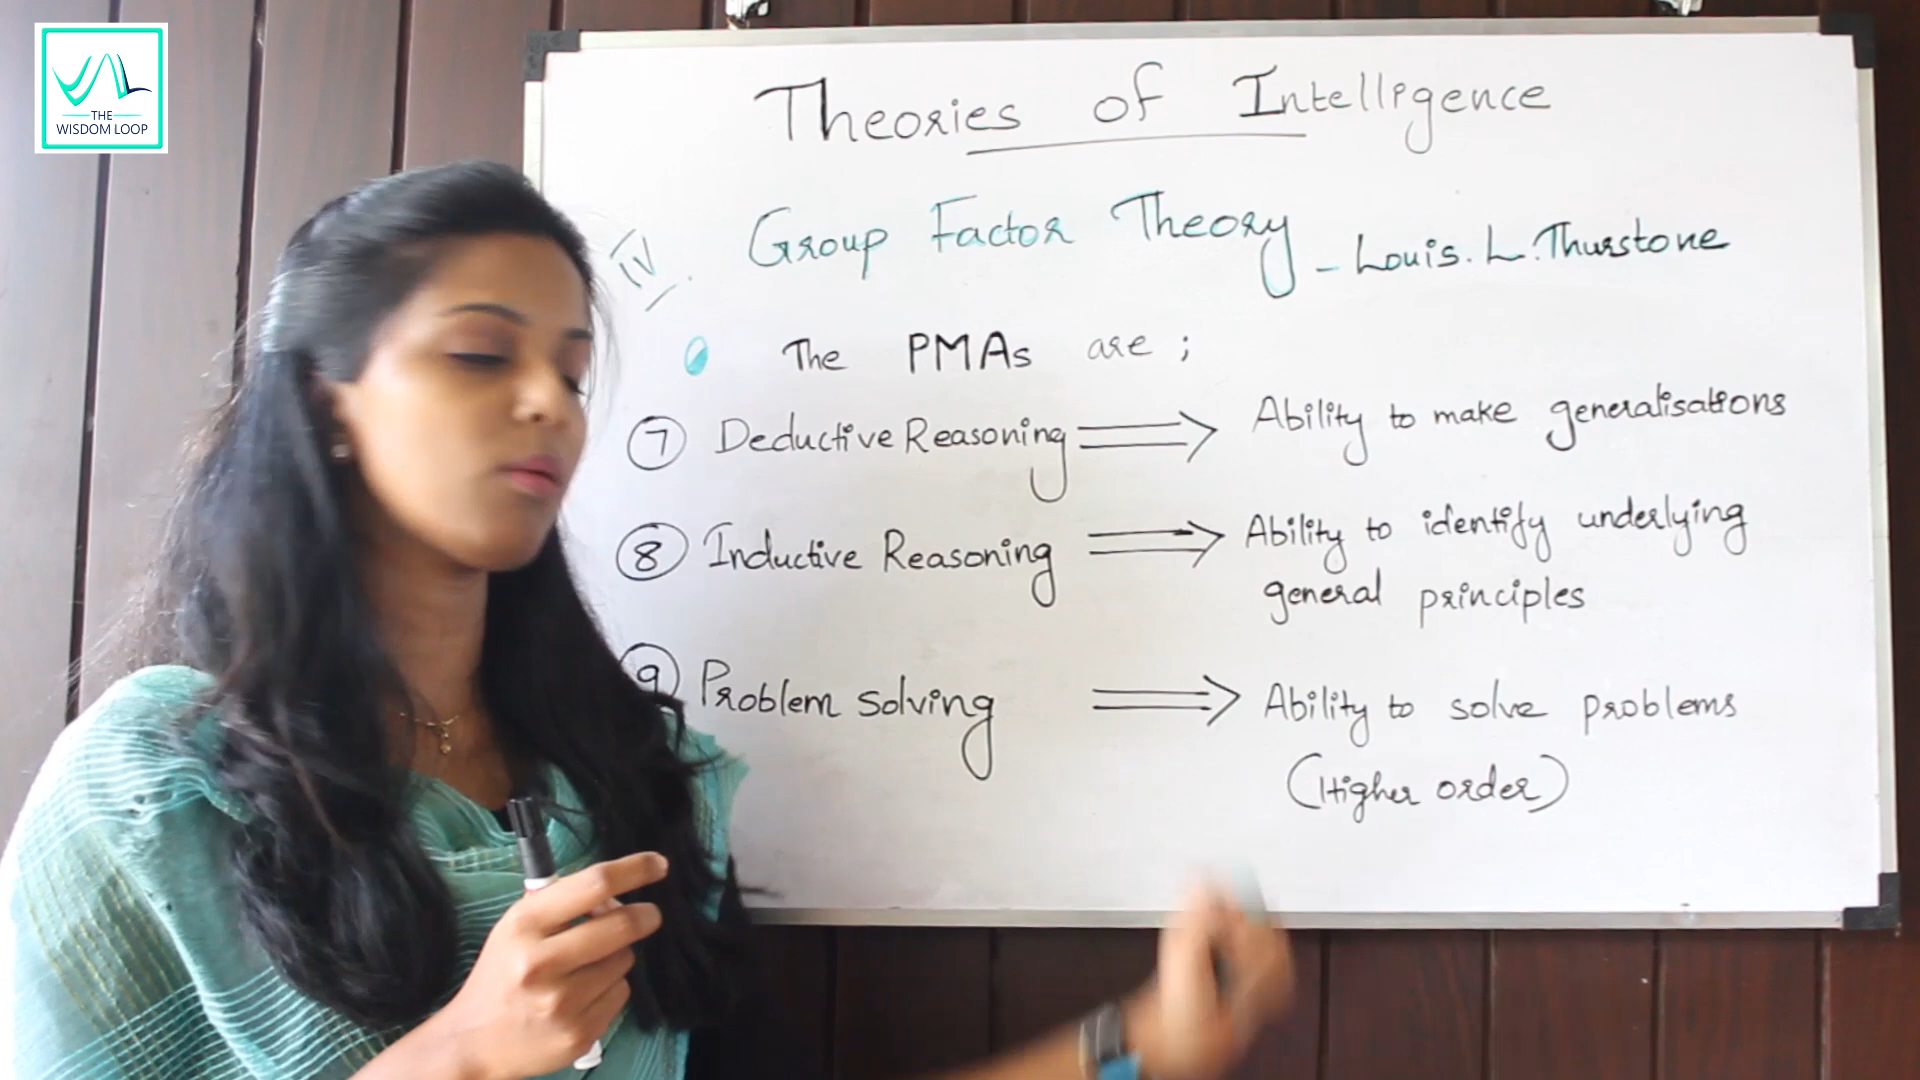 THE
WISDOM LOOP
Theories of Intelligence
IV. Group Factor Theory - Louis. L. Thurstone
The PMAs are ;
7 Deductive Reasoning ⟹ Ability to make generalisations
8 Inductive Reasoning ⟹ Ability to identify underlying
general principles
9 Problem solving ⟹ Ability to solve problems
(Higher order)